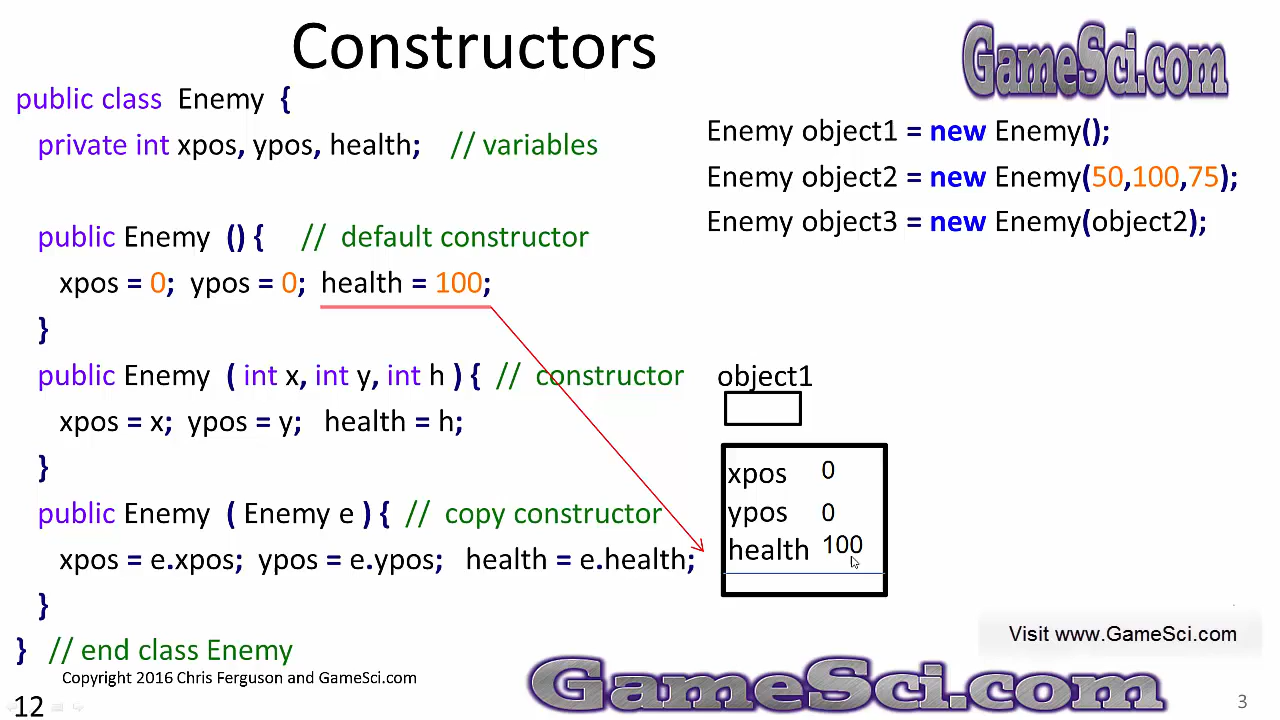 Constructors
GameSci.com
public class Enemy {
private int xpos, ypos, health; // variables
public Enemy () { // default constructor
xpos = 0; ypos = 0; health = 100;
}
public Enemy ( int x, int y, int h ) { // constructor
xpos = x; ypos = y; health = h;
}
public Enemy ( Enemy e ) { // copy constructor
xpos = e.xpos; ypos = e.ypos; health = e.health;
}
} // end class Enemy
Enemy object1 = new Enemy();
Enemy object2 = new Enemy(50,100,75);
Enemy object3 = new Enemy(object2);
object1
xpos 0
ypos 0
health 100
Visit www.GameSci.com
Copyright 2016 Chris Ferguson and GameSci.com
GameSci.com
12
3